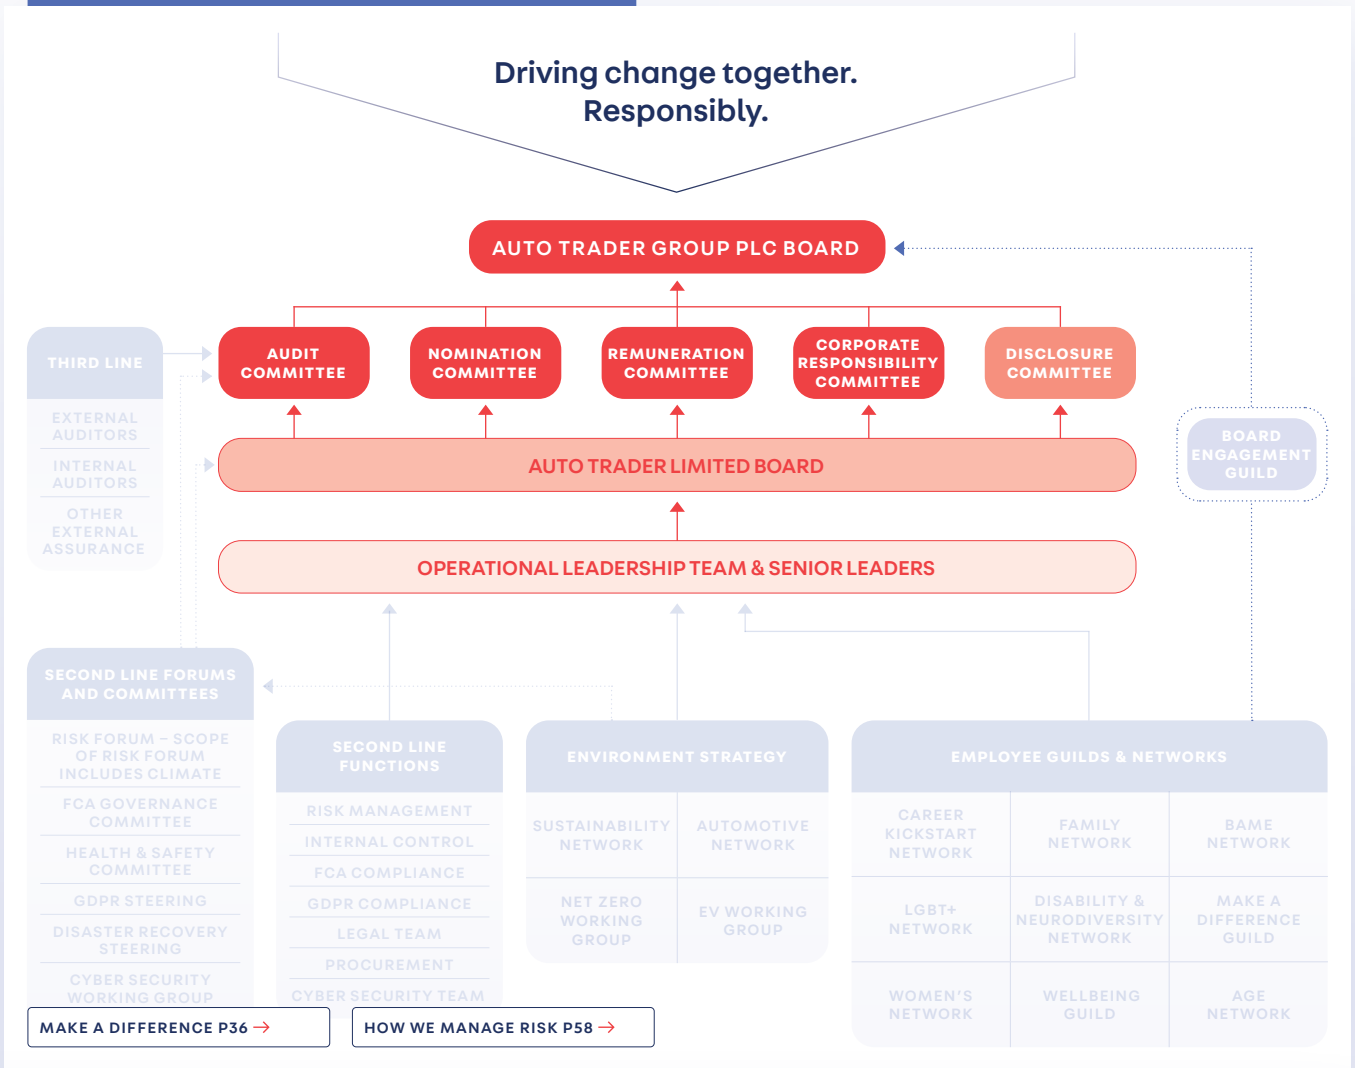 Driving change together.
Responsibly.
AUTO TRADER GROUP PLC BOARD
THIRD LINE
EXTERNAL
AUDITORS
INTERNAL
AUDITORS
OTHER
EXTERNAL
ASSURANCE
AUDIT
COMMITTEE
NOMINATION
COMMITTEE
REMUNERATION
COMMITTEE
CORPORATE
RESPONSIBILITY
COMMITTEE
DISCLOSURE
COMMITTEE
BOARD
ENGAGEMENT
GUILD
AUTO TRADER LIMITED BOARD
OPERATIONAL LEADERSHIP TEAM & SENIOR LEADERS
SECOND LINE FORUMS
AND COMMITTEES
RISK FORUM – SCOPE
OF RISK FORUM
INCLUDES CLIMATE
FCA GOVERNANCE
COMMITTEE
HEALTH & SAFETY
COMMITTEE
GDPR STEERING
DISASTER RECOVERY
STEERING
CYBER SECURITY
WORKING GROUP
SECOND LINE
FUNCTIONS
RISK MANAGEMENT
INTERNAL CONTROL
FCA COMPLIANCE
GDPR COMPLIANCE
LEGAL TEAM
PROCUREMENT
CYBER SECURITY TEAM
ENVIRONMENT STRATEGY
SUSTAINABILITY
NETWORK
AUTOMOTIVE
NETWORK
NET ZERO
WORKING
GROUP
EV WORKING
GROUP
EMPLOYEE GUILDS & NETWORKS
CAREER
KICKSTART
NETWORK
FAMILY
NETWORK
BAME
NETWORK
LGBT+
NETWORK
DISABILITY &
NEURODIVERSITY
NETWORK
MAKE A
DIFFERENCE
GUILD
WOMEN'S
NETWORK
WELLBEING
GUILD
AGE
NETWORK
MAKE A DIFFERENCE P36 →
HOW WE MANAGE RISK P58 →